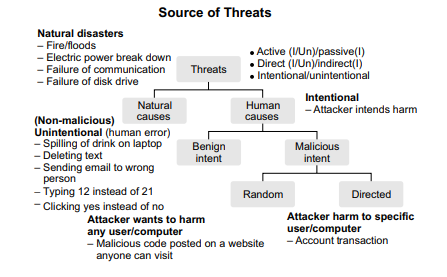 Source of Threats
Natural disasters
– Fire/floods
– Electric power break down
– Failure of communication
– Failure of disk drive
• Active (I/Un)/passive(I)
• Direct (I/Un)/indirect(I)
• Intentional/unintentional
Threats
Natural
causes
Human
causes
Intentional
– Attacker intends harm
(Non-malicious)
Unintentional (human error)
– Spilling of drink on laptop
– Deleting text
– Sending email to wrong
person
– Typing 12 instead of 21
– Clicking yes instead of no
Benign
intent
Malicious
intent
Random
Directed
Attacker wants to harm
any user/computer
– Malicious code posted on a website
anyone can visit
Attacker harm to specific
user/computer
– Account transaction